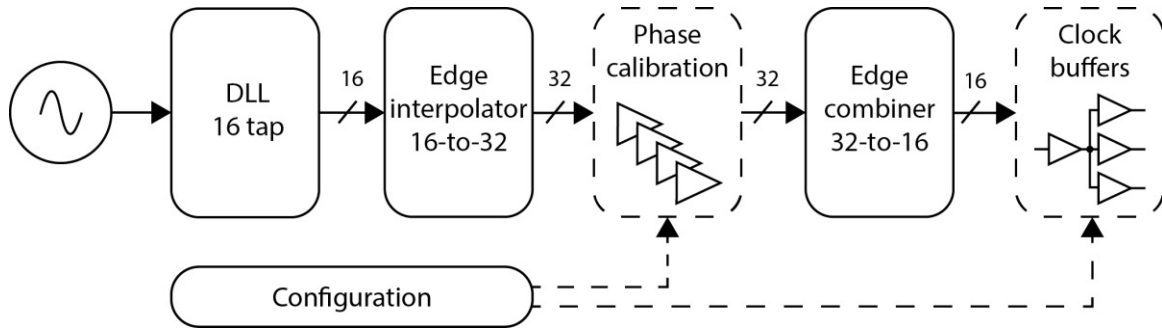 DLL
16 tap
16
Edge
interpolator
16-to-32
32
Phase
calibration
32
Edge
combiner
32-to-16
16
Clock
buffers
Configuration